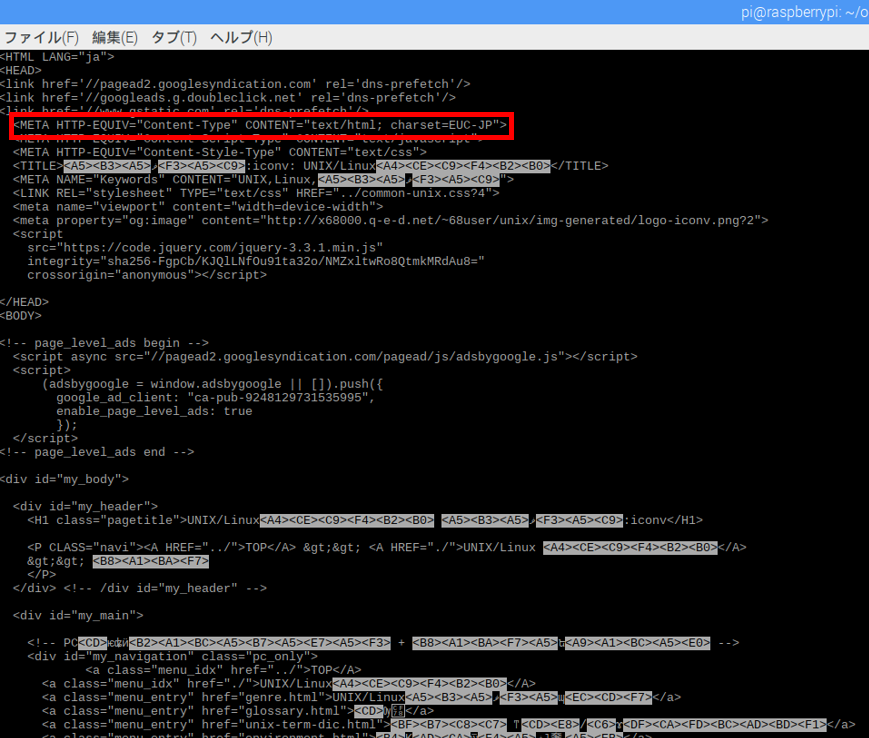 pi@raspberrypi: ~/o
ファイル(F) 編集(E) タブ(T) ヘルプ(H)
<HTML LANG="ja">
<HEAD>
<link href='//pagead2.googlesyndication.com' rel='dns-prefetch'/>
<link href='//googleads.g.doubleclick.net' rel='dns-prefetch'/>
<link href='//www.gstatic.com' rel='dns-prefetch'/>
<META HTTP-EQUIV="Content-Type" CONTENT="text/html; charset=EUC-JP">
<META HTTP-EQUIV="Content-Script-Type" CONTENT="text/javascript">
<META HTTP-EQUIV="Content-Style-Type" CONTENT="text/css">
<TITLE><A5><B3><A5><F3><A5><C9>:iconv: UNIX/Linux<A4><CE><C9><F4><B2><B0></TITLE>
<META NAME="Keywords" CONTENT="UNIX,Linux,<A5><B3><A5><F3><A5><C9>">
<LINK REL="stylesheet" TYPE="text/css" HREF="../common-unix.css?4">
<meta name="viewport" content="width=device-width">
<meta property="og:image" content="http://x68000.q-e-d.net/~68user/unix/img-generated/logo-iconv.png?2">
<script
src="https://code.jquery.com/jquery-3.3.1.min.js"
integrity="sha256-FgpCb/KJQlLNfOu91ta32o/NMZxltwRo8QtmkMRdAu8="
crossorigin="anonymous"></script>
</HEAD>
<BODY>
<!-- page_level_ads begin -->
<script async src="//pagead2.googlesyndication.com/pagead/js/adsbygoogle.js"></script>
<script>
(adsbygoogle = window.adsbygoogle || []).push({
google_ad_client: "ca-pub-9248129731535995",
enable_page_level_ads: true
});
</script>
<!-- page_level_ads end -->
<div id="my_body">
<div id="my_header">
<H1 class="pagetitle">UNIX/Linux<A4><CE><C9><F4><B2><B0> <A5><B3><A5><F3><A5><C9>:iconv</H1>
<P CLASS="navi"><A HREF="../">TOP</A> &gt;&gt; <A HREF="./">UNIX/Linux <A4><CE><C9><F4><B2><B0></A>
&gt;&gt; <B8><A1><BA><F7>
</P>
</div> <!-- /div id="my_header" -->
<div id="my_main">
<!-- PC<CD><B2><A1><BC><A5><B7><A5><E7><A5><F3> + <B8><A1><BA><F7><A5><A9><A1><BC><A5><E0> -->
<div id="my_navigation" class="pc_only">
<a class="menu_idx" href="../">TOP</A>
<a class="menu_idx" href="./">UNIX/Linux<A4><CE><C9><F4><B2><B0></A>
<a class="menu_entry" href="genre.html">UNIX/Linux<A5><B3><A5><F3><A5><EC><CD><F7></a>
<a class="menu_entry" href="glossary.html"><CD></a>
<a class="menu_entry" href="unix-term-dic.html"><BF><B7><C8><C7><CD><E8>/<C6><DF><CA><FD><BC><AD><BD><F1></a>
<a class="menu_entry" href="environment.html">